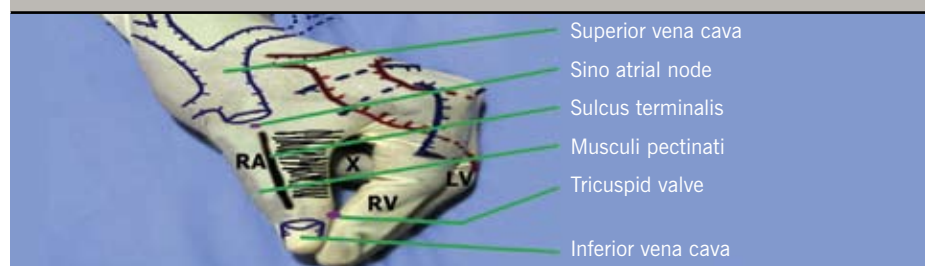 Superior vena cava
Sino atrial node
Sulcus terminalis
RA
X
Musculi pectinati
LV
Tricuspid valve
RV
Inferior vena cava